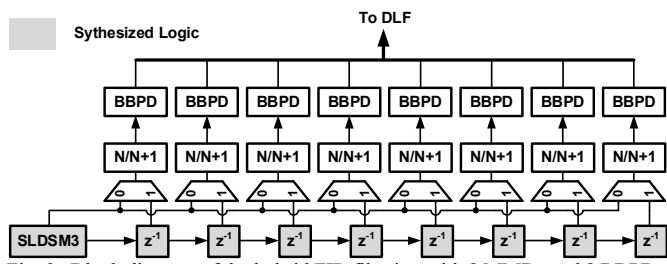 To DLF
Sythesized Logic
BBPD BBPD BBPD BBPD BBPD BBPD BBPD BBPD
N/N+1 N/N+1 N/N+1 N/N+1 N/N+1 N/N+1 N/N+1 N/N+1
0 1 0 1 0 1 0 1 0 1 0 1 0 1 0 1
SLDSM3 z⁻¹ z⁻¹ z⁻¹ z⁻¹ z⁻¹ z⁻¹ z⁻¹ z⁻¹